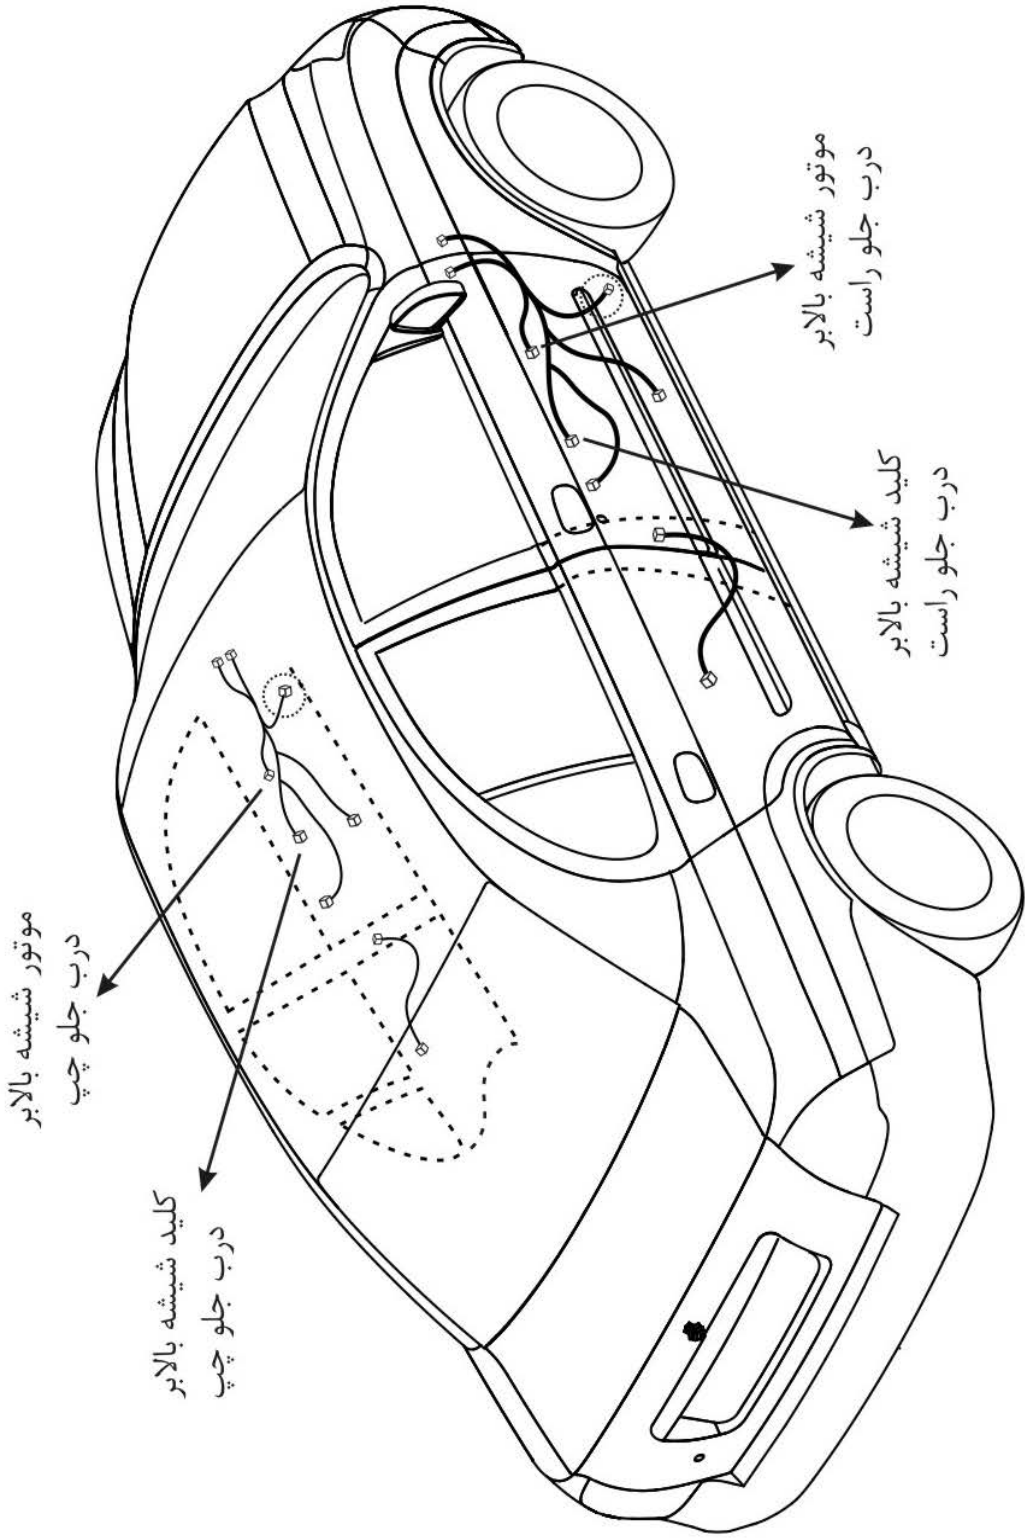 موتور شیشه بالابر
درب جلو راست
کلید شیشه بالابر
درب جلو راست
موتور شیشه بالابر
درب جلو چپ
کلید شیشه بالابر
درب جلو چپ